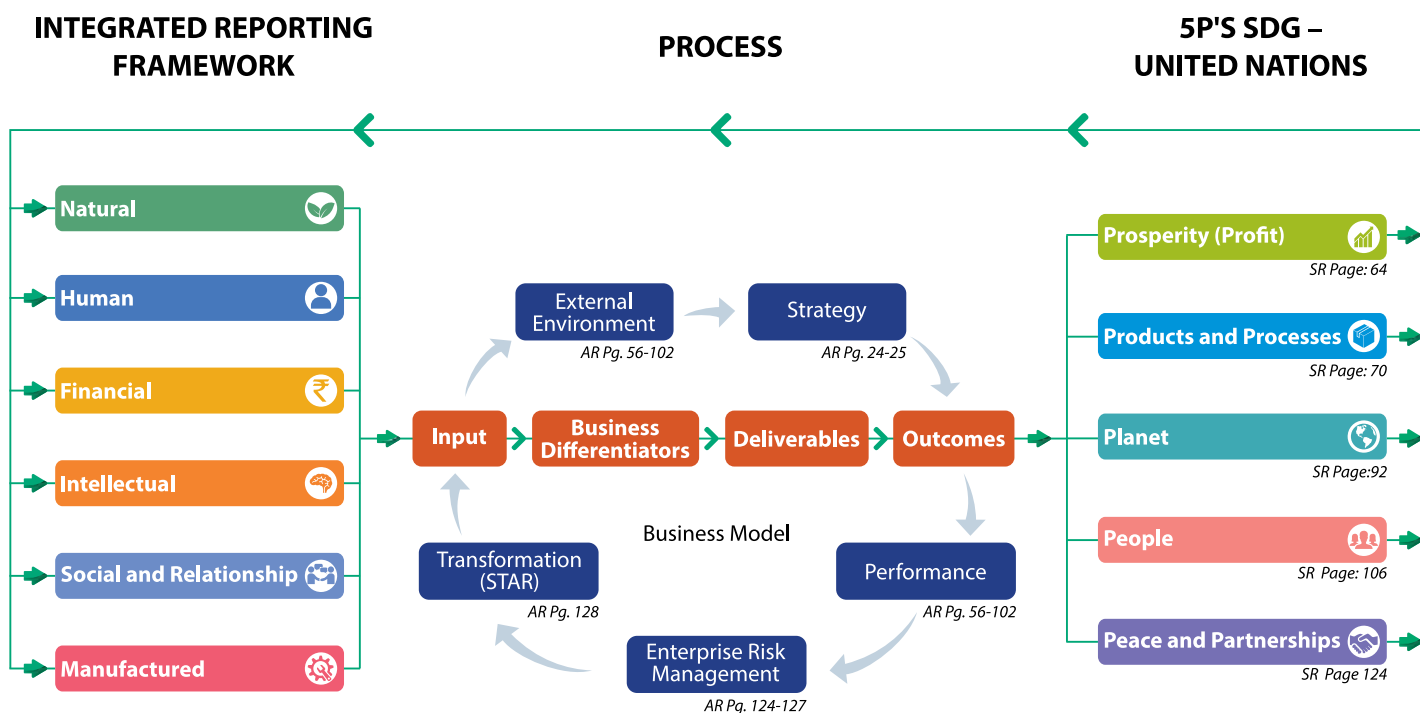 INTEGRATED REPORTING
FRAMEWORK
PROCESS
5P'S SDG –
UNITED NATIONS
Natural
Human
Financial
Intellectual
Social and Relationship
Manufactured
External
Environment
AR Pg. 56-102
Strategy
AR Pg. 24-25
Input
Business
Differentiators
Deliverables
Outcomes
Business Model
Transformation
(STAR)
AR Pg. 128
Performance
AR Pg. 56-102
Enterprise Risk
Management
AR Pg. 124-127
Prosperity (Profit)
SR Page: 64
Products and Processes
SR Page: 70
Planet
SR Page:92
People
SR Page: 106
Peace and Partnerships
SR Page 124